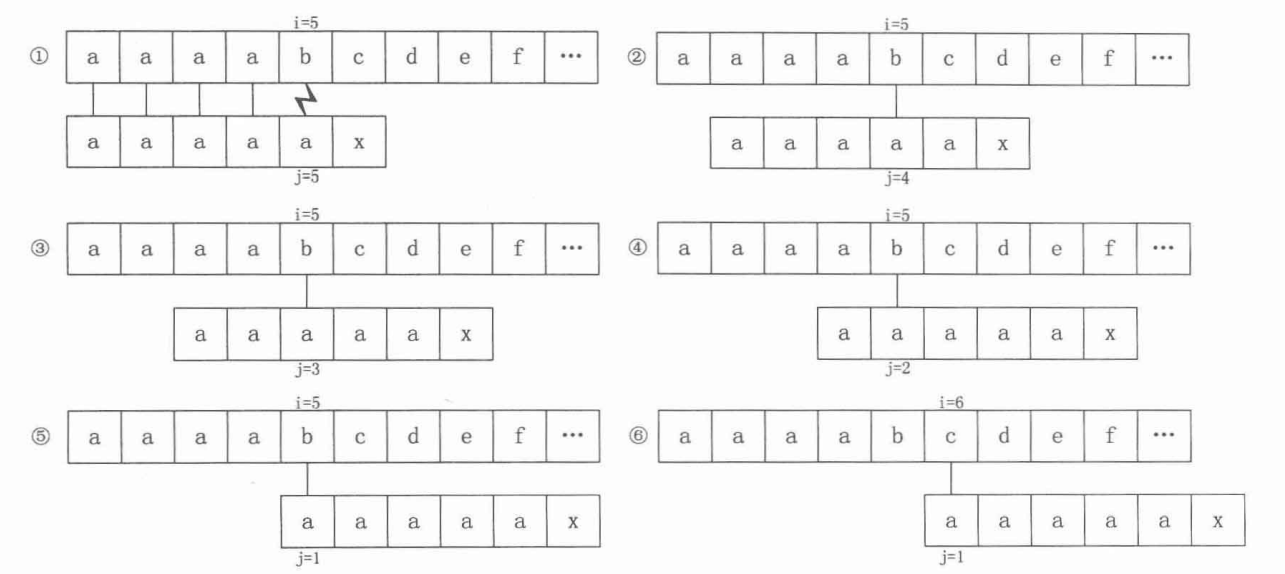 i=5
① a a a a b c d e f …
a a a a a x
j=5
i=5
② a a a a b c d e f …
a a a a a x
j=4
i=5
③ a a a a b c d e f …
a a a a a x
j=3
i=5
④ a a a a b c d e f …
a a a a a x
j=2
i=5
⑤ a a a a b c d e f …
a a a a a x
j=1
i=6
⑥ a a a a b c d e f …
a a a a a x
j=1